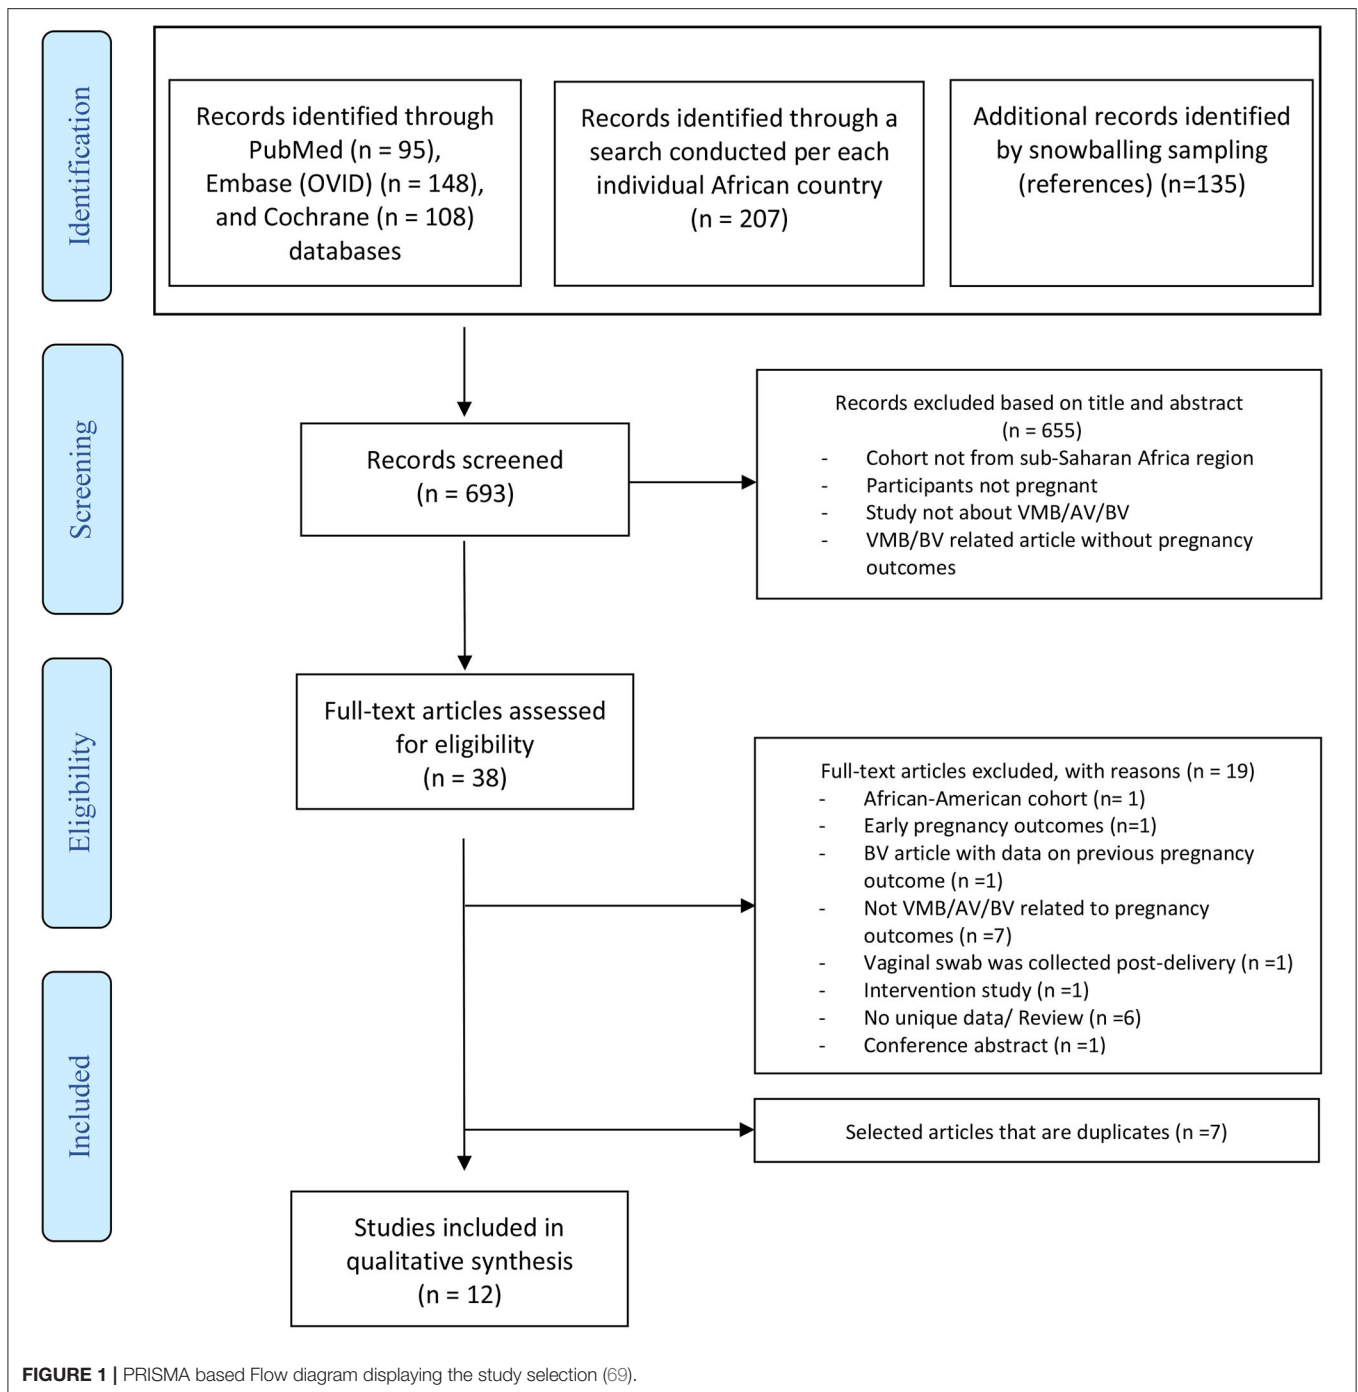 Identification
Records identified through
PubMed (n = 95),
Embase (OVID) (n = 148),
and Cochrane (n = 108)
databases
Records identified through a
search conducted per each
individual African country
(n = 207)
Additional records identified
by snowballing sampling
(references) (n=135)
Screening
Records screened
(n = 693)
Records excluded based on title and abstract
(n = 655)
- Cohort not from sub-Saharan Africa region
- Participants not pregnant
- Study not about VMB/AV/BV
- VMB/BV related article without pregnancy
outcomes
Eligibility
Full-text articles assessed
for eligibility
(n = 38)
Full-text articles excluded, with reasons (n = 19)
- African-American cohort (n= 1)
- Early pregnancy outcomes (n=1)
- BV article with data on previous pregnancy
outcome (n =1)
- Not VMB/AV/BV related to pregnancy
outcomes (n =7)
- Vaginal swab was collected post-delivery (n =1)
- Intervention study (n =1)
- No unique data/ Review (n =6)
- Conference abstract (n =1)
Included
Selected articles that are duplicates (n =7)
Studies included in
qualitative synthesis
(n = 12)
FIGURE 1 | PRISMA based Flow diagram displaying the study selection (69).